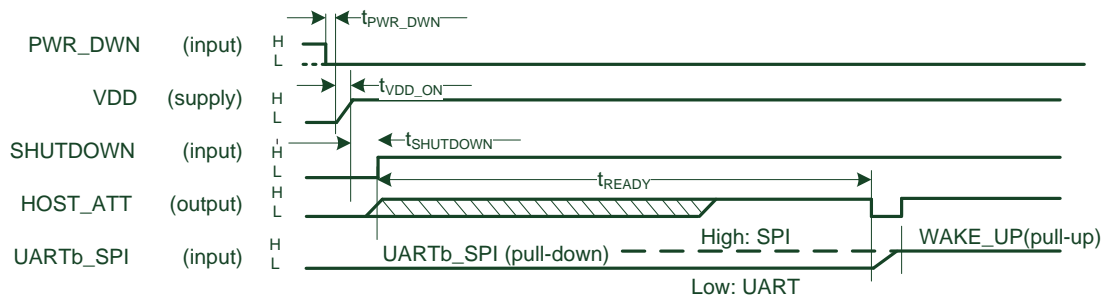 tPWR_DWN
PWR_DWN (input) H L
tVDD_ON
VDD (supply) H L
tSHUTDOWN
SHUTDOWN (input) H L
tREADY
HOST_ATT (output) H L
High: SPI WAKE_UP(pull-up)
UARTb_SPI (input) H L UARTb_SPI (pull-down)
Low: UART